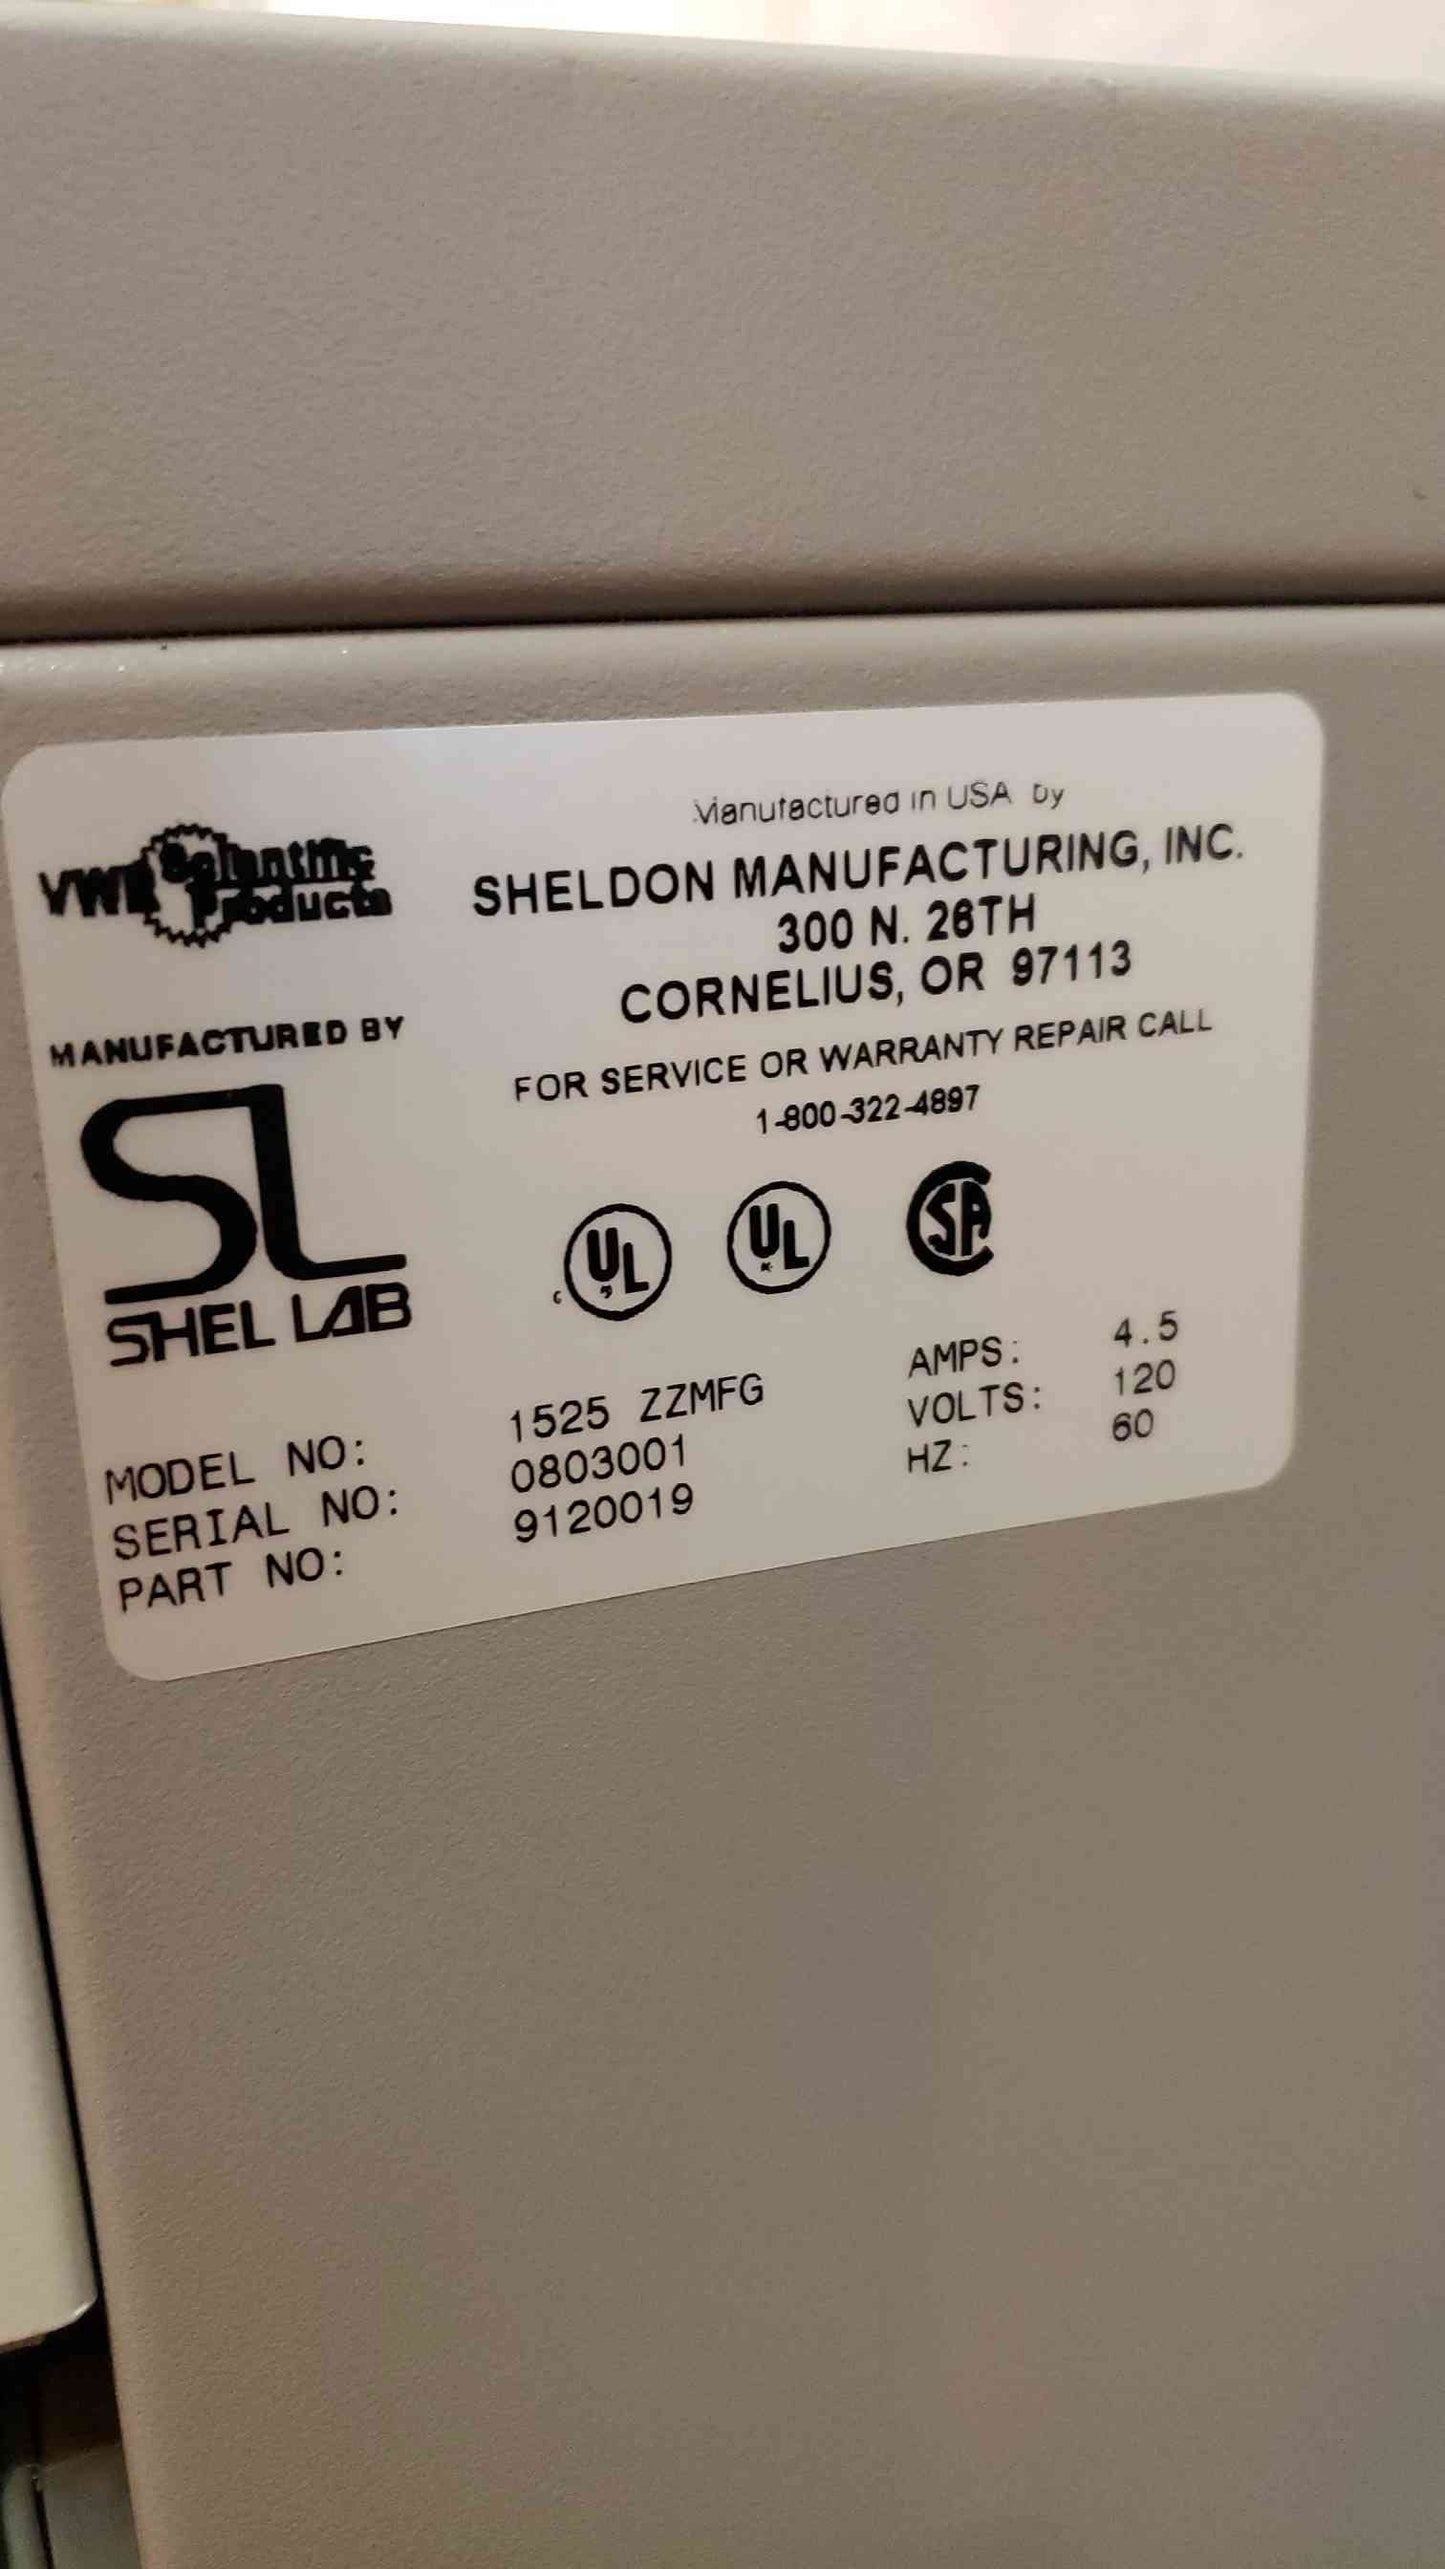 VWR Scientific Products
Manufactured in USA by
SHELDON MANUFACTURING, INC.
300 N. 26TH
CORNELIUS, OR 97113
FOR SERVICE OR WARRANTY REPAIR CALL
1-800-322-4897
MANUFACTURED BY
SL
SHEL LAB
C UL
UL
SA
MODEL NO: 1525 ZZMFG
SERIAL NO: 0803001
PART NO: 9120019
AMPS: 4.5
VOLTS: 120
HZ: 60